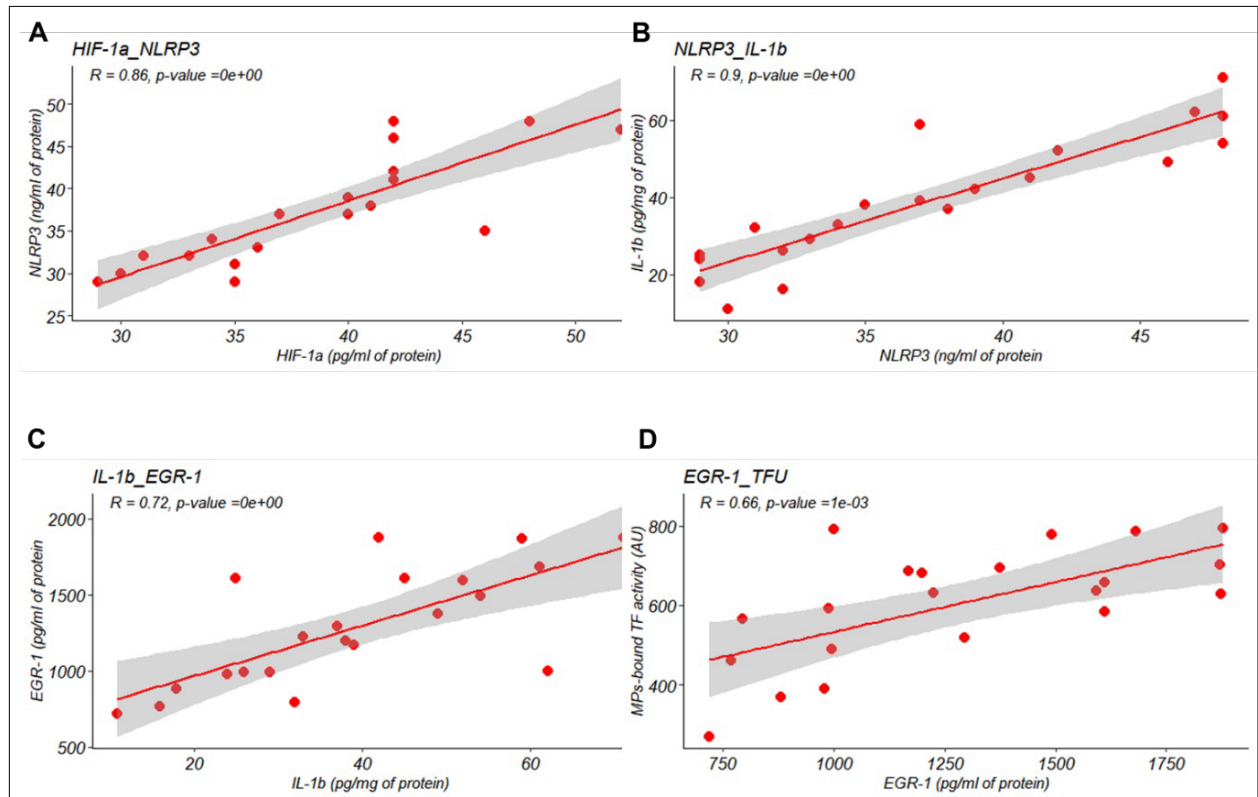 A
HIF-1a_NLRP3
R = 0.86, p-value =0e+00
NLRP3 (ng/ml of protein)
50
45
40
35
30
25
30
35
40
45
50
HIF-1a (pg/ml of protein)
B
NLRP3_IL-1b
R = 0.9, p-value =0e+00
IL-1b (pg/mg of protein)
60
40
20
30
35
40
45
NLRP3 (ng/ml of protein
C
IL-1b_EGR-1
R = 0.72, p-value =0e+00
EGR-1 (pg/ml of protein
2000
1500
1000
500
20
40
60
IL-1b (pg/mg of protein)
D
EGR-1_TFU
R = 0.66, p-value =1e-03
MPs-bound TF activity (AU)
800
600
400
750
1000
1250
1500
1750
EGR-1 (pg/ml of protein)